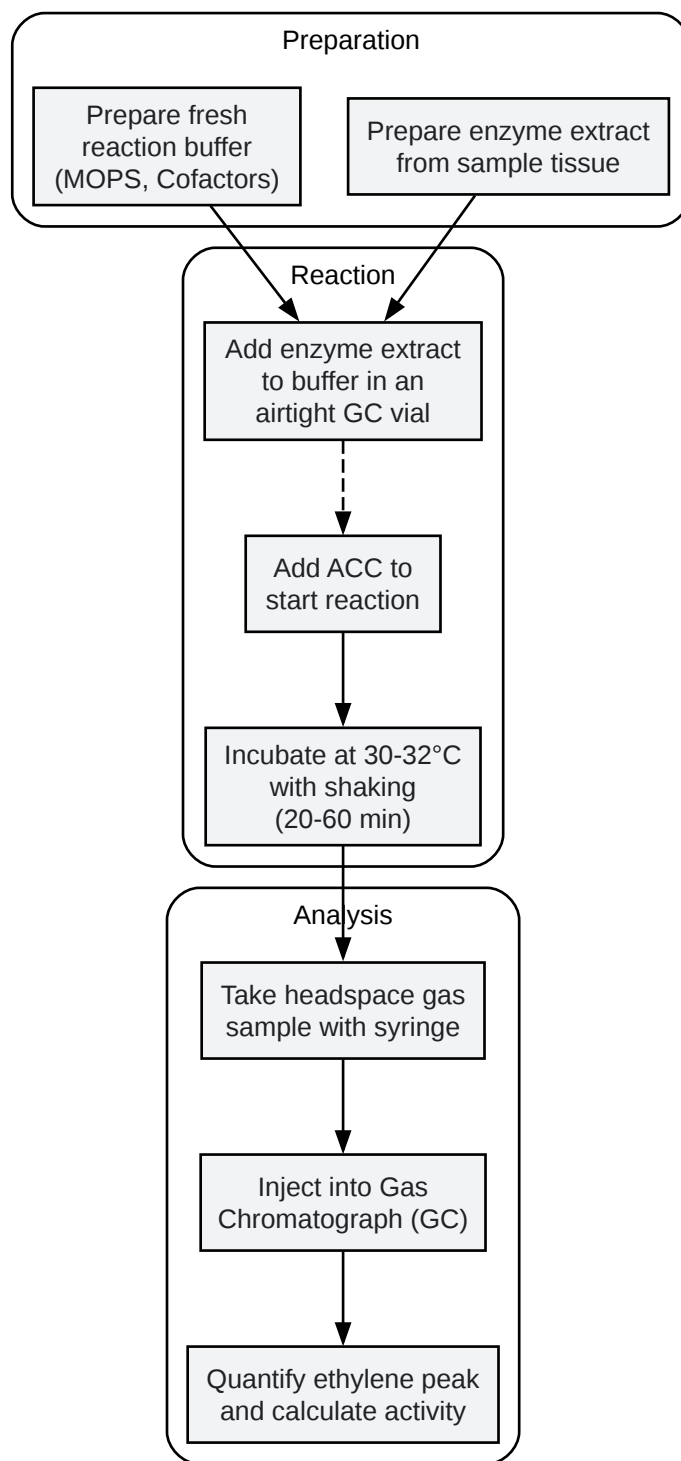 Preparation
Prepare fresh
reaction buffer
(MOPS, Cofactors)
Prepare enzyme extract
from sample tissue
Reaction
Add enzyme extract
to buffer in an
airtight GC vial
Add ACC to
start reaction
Incubate at 30-32°C
with shaking
(20-60 min)
Analysis
Take headspace gas
sample with syringe
Inject into Gas
Chromatograph (GC)
Quantify ethylene peak
and calculate activity